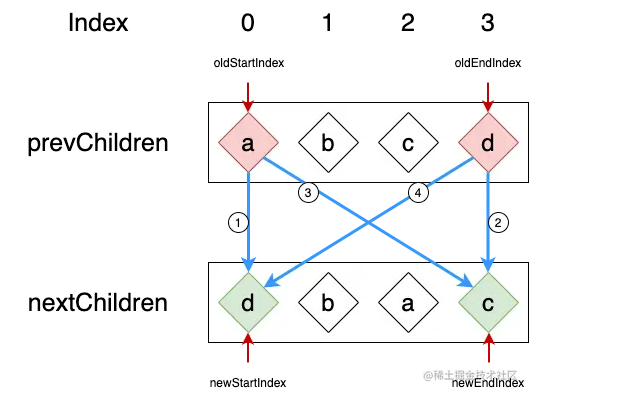 Index 0 1 2 3
oldStartIndex oldEndIndex
prevChildren a b c d
3 4
1 2
nextChildren d b a c
@稀土掘金技术社区
newStartIndex newEndIndex